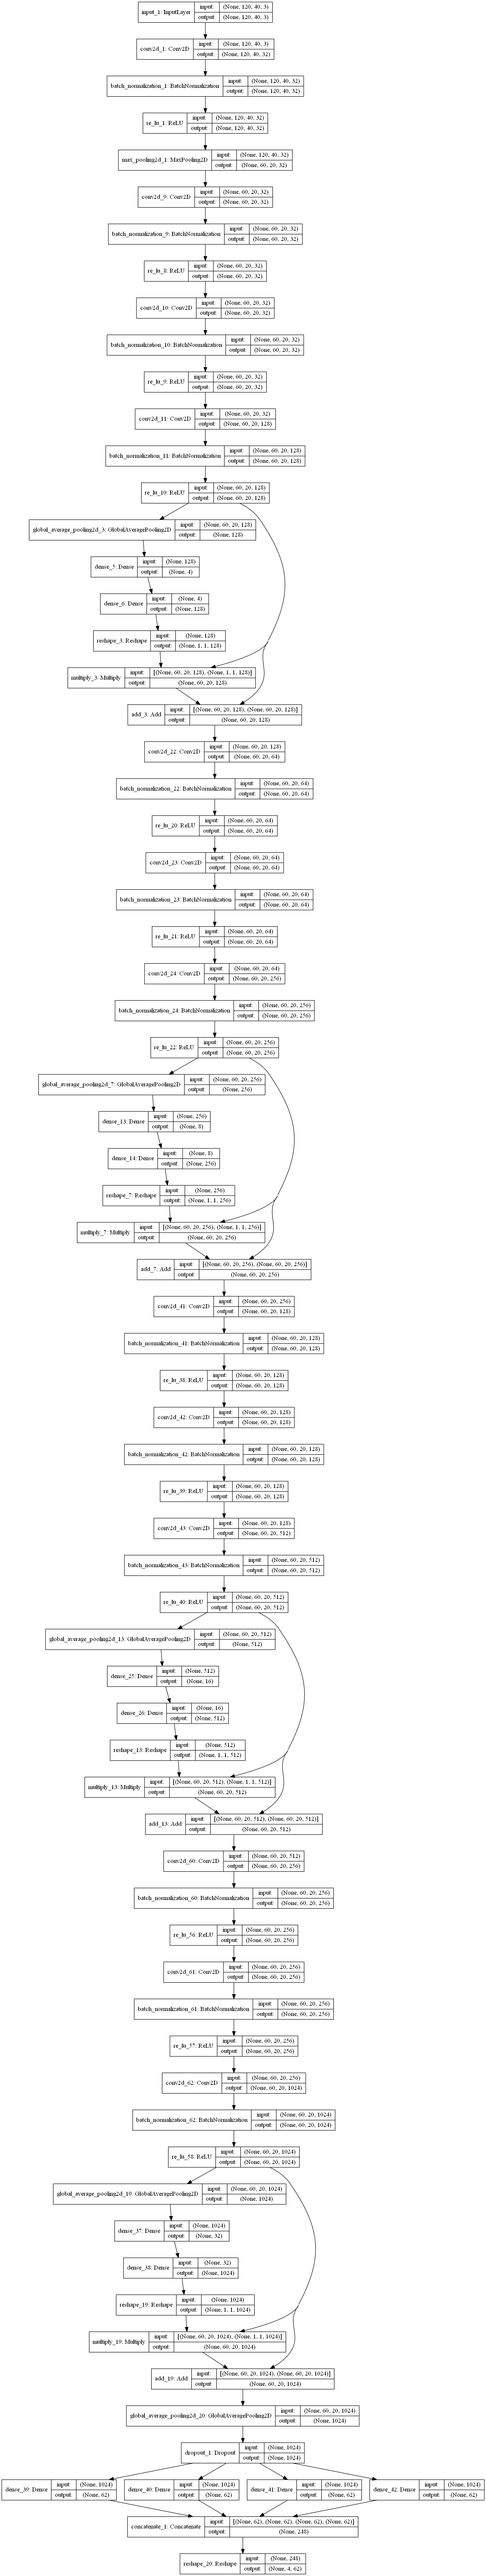 input_1: InputLayer input: (None, 120, 40, 3)
output: (None, 120, 40, 3)
conv2d_1: Conv2D input: (None, 120, 40, 3)
output: (None, 120, 40, 32)
batch_normalization_1: BatchNormalization input: (None, 120, 40, 32)
output: (None, 120, 40, 32)
re_lu_1: ReLU input: (None, 120, 40, 32)
output: (None, 120, 40, 32)
max_pooling2d_1: MaxPooling2D input: (None, 120, 40, 32)
output: (None, 60, 20, 32)
conv2d_9: Conv2D input: (None, 60, 20, 32)
output: (None, 60, 20, 32)
batch_normalization_9: BatchNormalization input: (None, 60, 20, 32)
output: (None, 60, 20, 32)
re_lu_8: ReLU input: (None, 60, 20, 32)
output: (None, 60, 20, 32)
conv2d_10: Conv2D input: (None, 60, 20, 32)
output: (None, 60, 20, 32)
batch_normalization_10: BatchNormalization input: (None, 60, 20, 32)
output: (None, 60, 20, 32)
re_lu_9: ReLU input: (None, 60, 20, 32)
output: (None, 60, 20, 32)
conv2d_11: Conv2D input: (None, 60, 20, 32)
output: (None, 60, 20, 128)
batch_normalization_11: BatchNormalization input: (None, 60, 20, 128)
output: (None, 60, 20, 128)
re_lu_10: ReLU input: (None, 60, 20, 128)
output: (None, 60, 20, 128)
global_average_pooling2d_3: GlobalAveragePooling2D input: (None, 60, 20, 128)
output: (None, 128)
dense_5: Dense input: (None, 128)
output: (None, 4)
dense_6: Dense input: (None, 4)
output: (None, 128)
reshape_3: Reshape input: (None, 128)
output: (None, 1, 1, 128)
multiply_3: Multiply input: [(None, 60, 20, 128), (None, 1, 1, 128)]
output: (None, 60, 20, 128)
add_3: Add input: [(None, 60, 20, 128), (None, 60, 20, 128)]
output: (None, 60, 20, 128)
conv2d_22: Conv2D input: (None, 60, 20, 128)
output: (None, 60, 20, 64)
batch_normalization_22: BatchNormalization input: (None, 60, 20, 64)
output: (None, 60, 20, 64)
re_lu_20: ReLU input: (None, 60, 20, 64)
output: (None, 60, 20, 64)
conv2d_23: Conv2D input: (None, 60, 20, 64)
output: (None, 60, 20, 64)
batch_normalization_23: BatchNormalization input: (None, 60, 20, 64)
output: (None, 60, 20, 64)
re_lu_21: ReLU input: (None, 60, 20, 64)
output: (None, 60, 20, 64)
conv2d_24: Conv2D input: (None, 60, 20, 64)
output: (None, 60, 20, 256)
batch_normalization_24: BatchNormalization input: (None, 60, 20, 256)
output: (None, 60, 20, 256)
re_lu_22: ReLU input: (None, 60, 20, 256)
output: (None, 60, 20, 256)
global_average_pooling2d_7: GlobalAveragePooling2D input: (None, 60, 20, 256)
output: (None, 256)
dense_13: Dense input: (None, 256)
output: (None, 8)
dense_14: Dense input: (None, 8)
output: (None, 256)
reshape_7: Reshape input: (None, 256)
output: (None, 1, 1, 256)
multiply_7: Multiply input: [(None, 60, 20, 256), (None, 1, 1, 256)]
output: (None, 60, 20, 256)
add_7: Add input: [(None, 60, 20, 256), (None, 60, 20, 256)]
output: (None, 60, 20, 256)
conv2d_41: Conv2D input: (None, 60, 20, 256)
output: (None, 60, 20, 128)
batch_normalization_41: BatchNormalization input: (None, 60, 20, 128)
output: (None, 60, 20, 128)
re_lu_38: ReLU input: (None, 60, 20, 128)
output: (None, 60, 20, 128)
conv2d_42: Conv2D input: (None, 60, 20, 128)
output: (None, 60, 20, 128)
batch_normalization_42: BatchNormalization input: (None, 60, 20, 128)
output: (None, 60, 20, 128)
re_lu_39: ReLU input: (None, 60, 20, 128)
output: (None, 60, 20, 128)
conv2d_43: Conv2D input: (None, 60, 20, 128)
output: (None, 60, 20, 512)
batch_normalization_43: BatchNormalization input: (None, 60, 20, 512)
output: (None, 60, 20, 512)
re_lu_40: ReLU input: (None, 60, 20, 512)
output: (None, 60, 20, 512)
global_average_pooling2d_13: GlobalAveragePooling2D input: (None, 60, 20, 512)
output: (None, 512)
dense_25: Dense input: (None, 512)
output: (None, 16)
dense_26: Dense input: (None, 16)
output: (None, 512)
reshape_13: Reshape input: (None, 512)
output: (None, 1, 1, 512)
multiply_13: Multiply input: [(None, 60, 20, 512), (None, 1, 1, 512)]
output: (None, 60, 20, 512)
add_13: Add input: [(None, 60, 20, 512), (None, 60, 20, 512)]
output: (None, 60, 20, 512)
conv2d_60: Conv2D input: (None, 60, 20, 512)
output: (None, 60, 20, 256)
batch_normalization_60: BatchNormalization input: (None, 60, 20, 256)
output: (None, 60, 20, 256)
re_lu_56: ReLU input: (None, 60, 20, 256)
output: (None, 60, 20, 256)
conv2d_61: Conv2D input: (None, 60, 20, 256)
output: (None, 60, 20, 256)
batch_normalization_61: BatchNormalization input: (None, 60, 20, 256)
output: (None, 60, 20, 256)
re_lu_57: ReLU input: (None, 60, 20, 256)
output: (None, 60, 20, 256)
conv2d_62: Conv2D input: (None, 60, 20, 256)
output: (None, 60, 20, 1024)
batch_normalization_62: BatchNormalization input: (None, 60, 20, 1024)
output: (None, 60, 20, 1024)
re_lu_58: ReLU input: (None, 60, 20, 1024)
output: (None, 60, 20, 1024)
global_average_pooling2d_19: GlobalAveragePooling2D input: (None, 60, 20, 1024)
output: (None, 1024)
dense_37: Dense input: (None, 1024)
output: (None, 32)
dense_38: Dense input: (None, 32)
output: (None, 1024)
reshape_19: Reshape input: (None, 1024)
output: (None, 1, 1, 1024)
multiply_19: Multiply input: [(None, 60, 20, 1024), (None, 1, 1, 1024)]
output: (None, 60, 20, 1024)
add_19: Add input: [(None, 60, 20, 1024), (None, 60, 20, 1024)]
output: (None, 60, 20, 1024)
global_average_pooling2d_20: GlobalAveragePooling2D input: (None, 60, 20, 1024)
output: (None, 1024)
dropout_1: Dropout input: (None, 1024)
output: (None, 1024)
dense_39: Dense input: (None, 1024) dense_40: Dense input: (None, 1024) dense_41: Dense input: (None, 1024) dense_42: Dense input: (None, 1024)
output: (None, 62) output: (None, 62) output: (None, 62) output: (None, 62)
concatenate_1: Concatenate input: [(None, 62), (None, 62), (None, 62), (None, 62)]
output: (None, 248)
reshape_20: Reshape input: (None, 248)
output: (None, 4, 62)